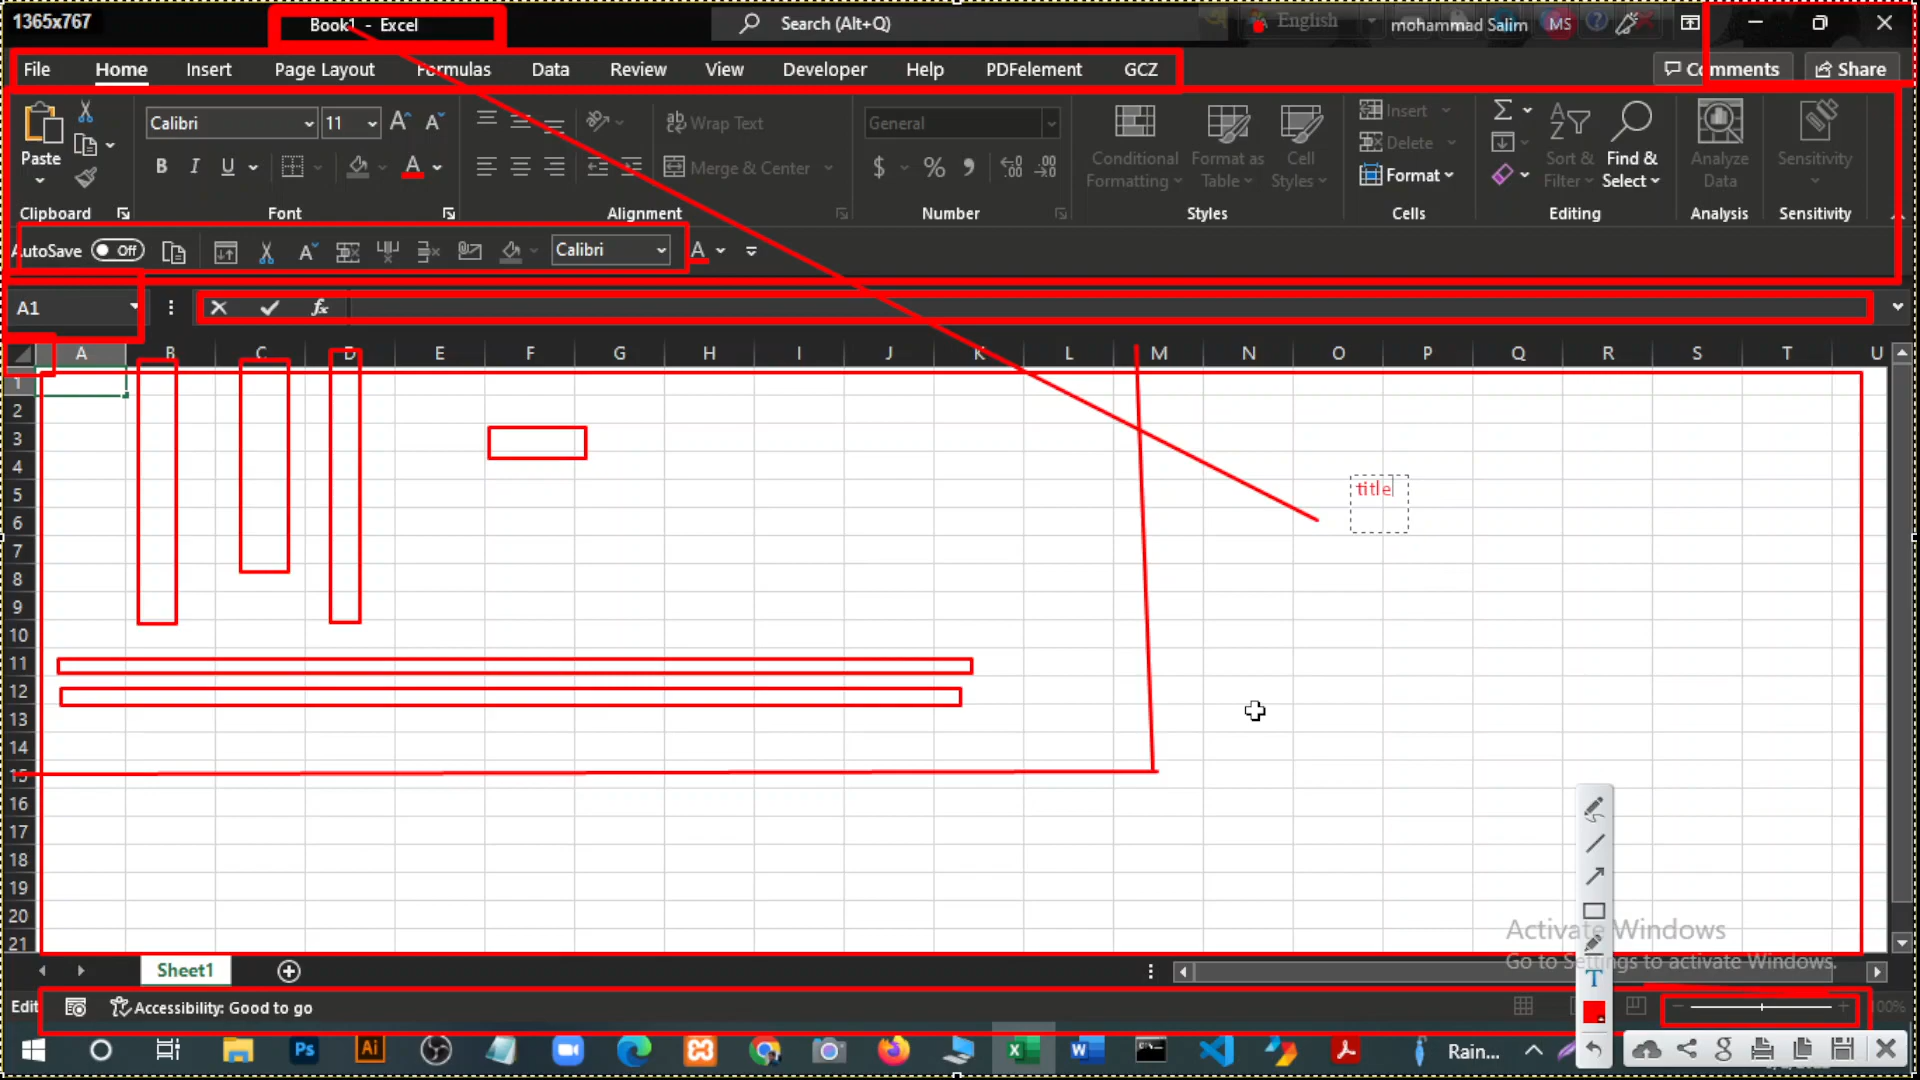 1365x767
Book1 - Excel
Search (Alt+Q)
English
mohammad Salim
MS
File Home Insert Page Layout Formulas Data Review View Developer Help PDFelement GCZ
Comments
Share
Paste
Calibri 11
B I U
Wrap Text
Merge & Center
General
$ % 9
Conditional Formatting
Format as Table
Cell Styles
Insert
Delete
Format
Sort & Filter
Find & Select
Analyze Data
Sensitivity
Clipboard Font Alignment Number Styles Cells Editing Analysis Sensitivity
AutoSave Off
Calibri
A1
fx
A B C D E F G H I J K L M N O P Q R S T U
1
2
3
4
5
title
6
7
8
9
10
11
12
13
14
15
16
17
18
19
20
21
Activate Windows
Go to Settings to activate Windows.
Sheet1
Edit
Accessibility: Good to go
100%
Ps Ai
Rain...